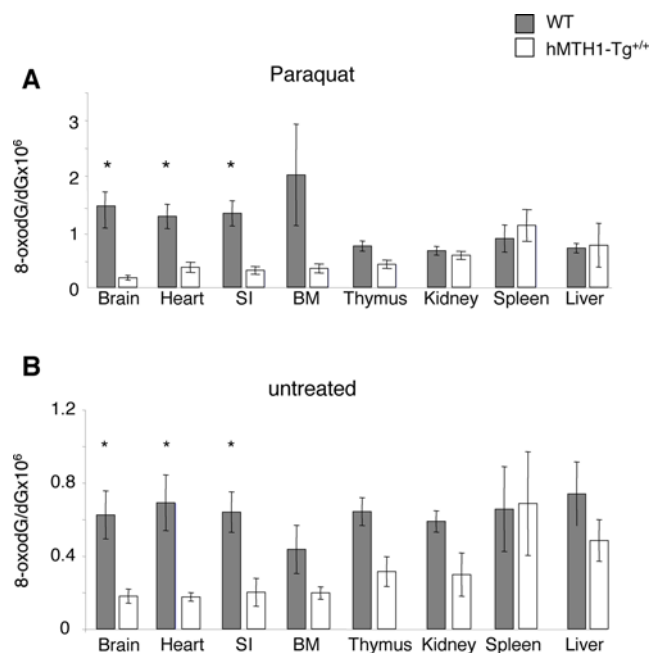 WT
hMTH1-Tg+/+
A
Paraquat
8-oxodG/dGx10⁶
3
2
1
0
* * *
Brain Heart SI BM Thymus Kidney Spleen Liver
B
untreated
8-oxodG/dGx10⁶
1.2
0.8
0.4
0
* * *
Brain Heart SI BM Thymus Kidney Spleen Liver